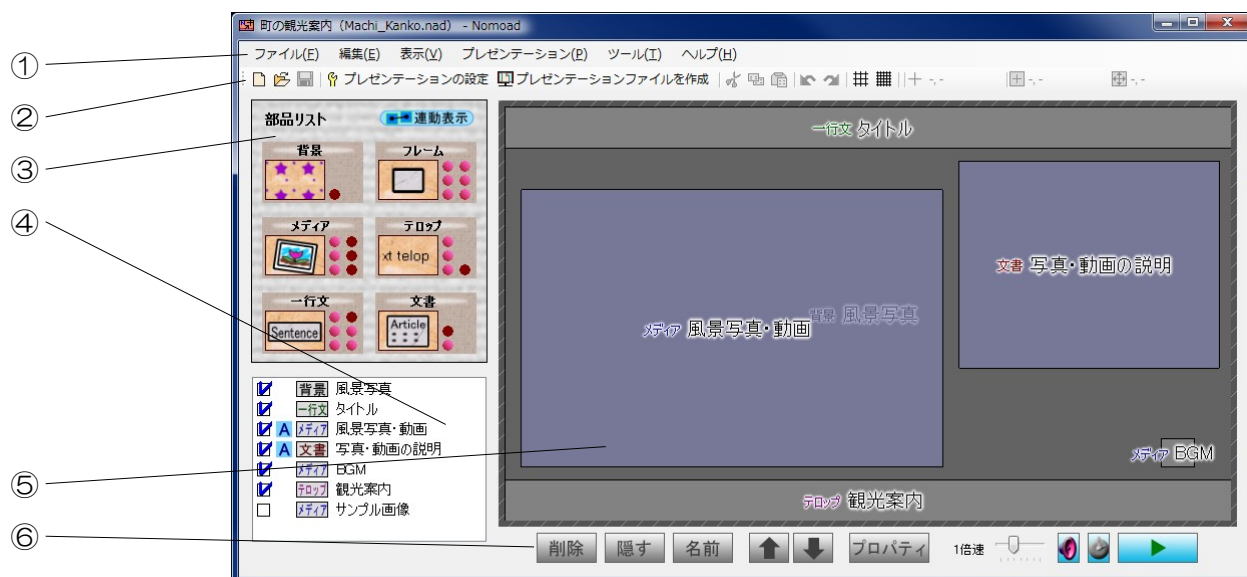 町の観光案内 (Machi_Kanko.nad) - Nomoad
① ファイル(F) 編集(E) 表示(V) プレゼンテーション(P) ツール(T) ヘルプ(H)
② プレゼンテーションの設定 プレゼンテーションファイルを作成 -,- -,- -,-
部品リスト 連動表示
③
背景 フレーム
メディア テロップ
xt telop
④
一行文 文書
Sentence Article
背景 風景写真
一行文 タイトル
メディア 風景写真・動画
文書 写真・動画の説明
メディア BGM
テロップ 観光案内
メディア サンプル画像
一行文 タイトル
文書 写真・動画の説明
背景 風景写真
メディア 風景写真・動画
メディア BGM
テロップ 観光案内
⑤
⑥ 削除 隠す 名前 プロパティ 1倍速
A
A